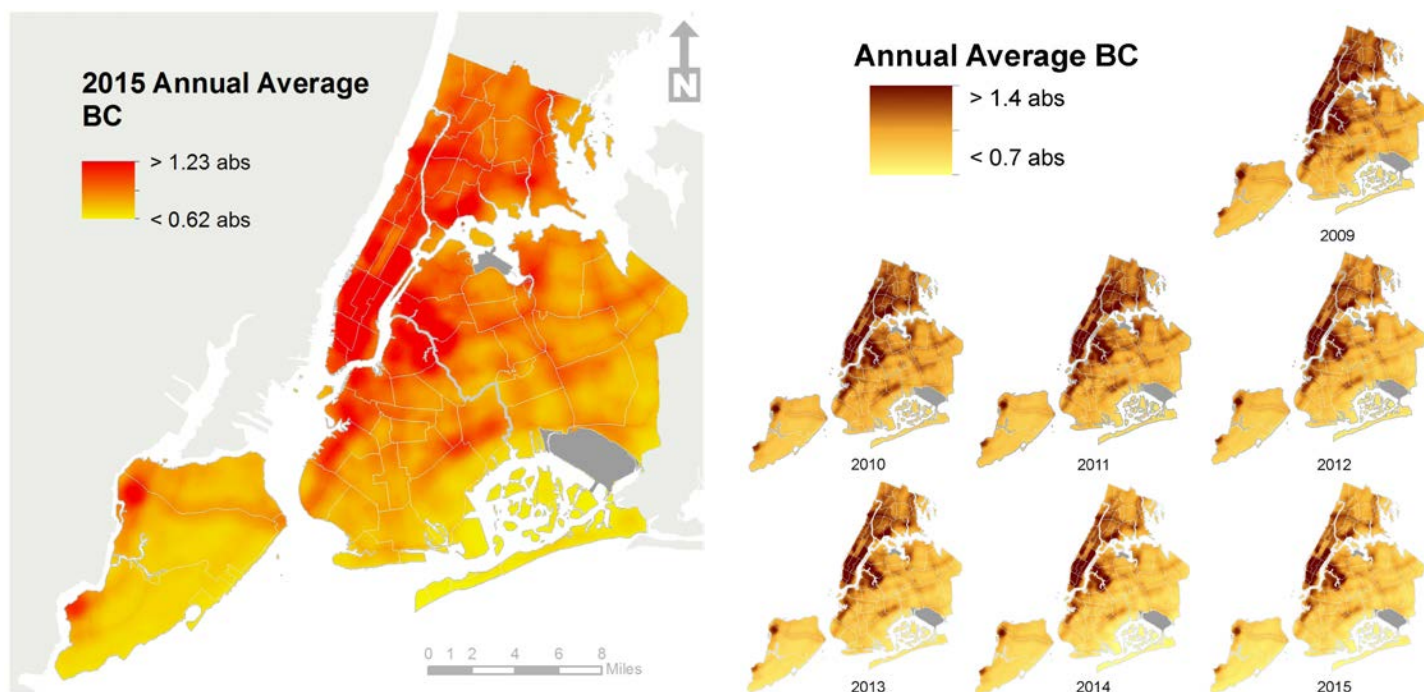 2015 Annual Average
BC
> 1.23 abs
< 0.62 abs
N
0 1 2 4 6 8
Miles
Annual Average BC
> 1.4 abs
< 0.7 abs
2009
2010
2011
2012
2013
2014
2015